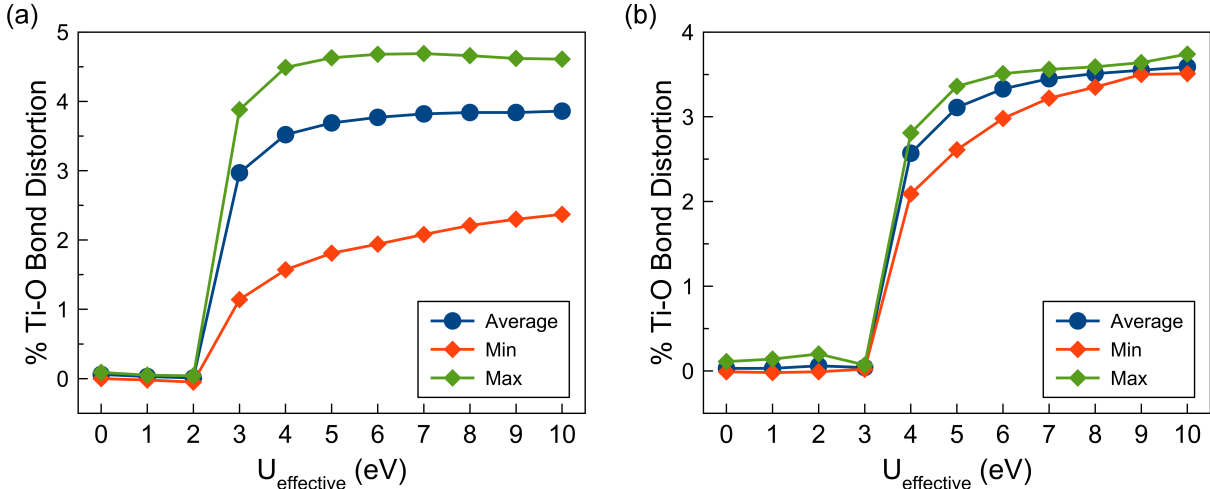 (a)
% Ti-O Bond Distortion
5
4
3
2
1
0
0 1 2 3 4 5 6 7 8 9 10
U_effective (eV)
Average
Min
Max
(b)
% Ti-O Bond Distortion
4
3
2
1
0
0 1 2 3 4 5 6 7 8 9 10
U_effective (eV)
Average
Min
Max